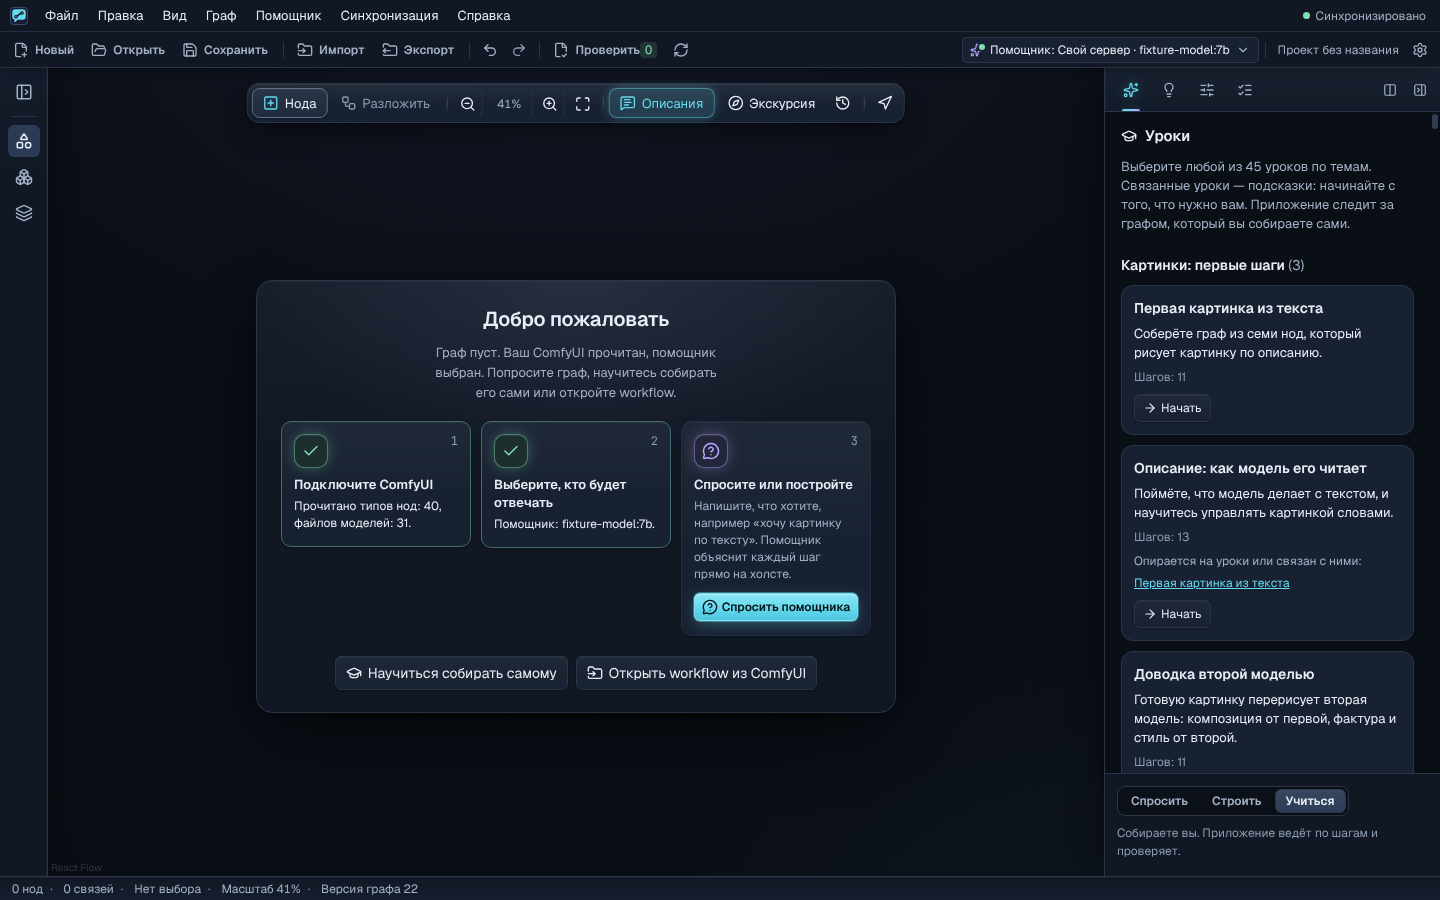 Файл Правка Вид Граф Помощник Синхронизация Справка
Синхронизировано
Новый Открыть Сохранить Импорт Экспорт Проверить 0
Помощник: Свой сервер · fixture-model:7b
Проект без названия
Нода Разложить 41% Описания Экскурсия
Добро пожаловать
Граф пуст. Ваш ComfyUI прочитан, помощник
выбран. Попросите граф, научитесь собирать
его сами или откройте workflow.
1
Подключите ComfyUI
Прочитано типов нод: 40,
файлов моделей: 31.
2
Выберите, кто будет
отвечать
Помощник: fixture-model:7b.
3
Спросите или постройте
Напишите, что хотите,
например «хочу картинку
по тексту». Помощник
объяснит каждый шаг
прямо на холсте.
Спросить помощника
Научиться собирать самому
Открыть workflow из ComfyUI
Уроки
Выберите любой из 45 уроков по темам.
Связанные уроки — подсказки: начинайте с
того, что нужно вам. Приложение следит за
графом, который вы собираете сами.
Картинки: первые шаги (3)
Первая картинка из текста
Соберёте граф из семи нод, который
рисует картинку по описанию.
Шагов: 11
Начать
Описание: как модель его читает
Поймёте, что модель делает с текстом, и
научитесь управлять картинкой словами.
Шагов: 13
Опирается на уроки или связан с ними:
Первая картинка из текста
Начать
Доводка второй моделью
Готовую картинку перерисует вторая
модель: композиция от первой, фактура и
стиль от второй.
Шагов: 11
Спросить Строить Учиться
Собираете вы. Приложение ведёт по шагам и
проверяет.
React Flow
0 нод · 0 связей · Нет выбора · Масштаб 41% · Версия графа 22